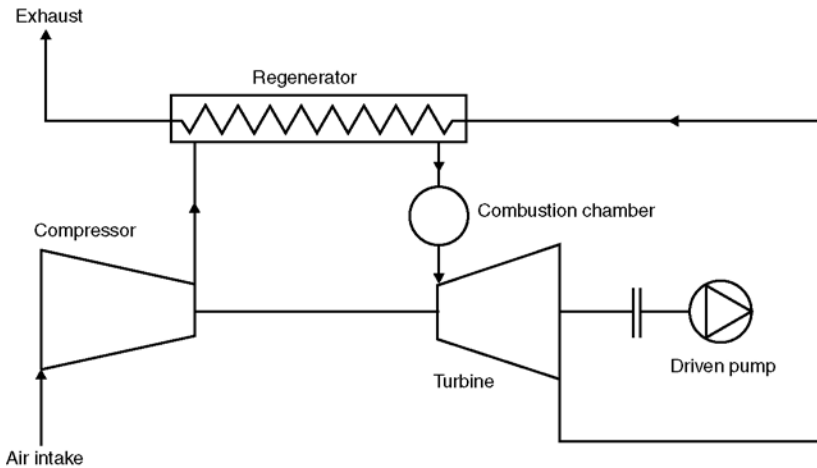 Exhaust
Regenerator
Combustion chamber
Compressor
Turbine
Driven pump
Air intake